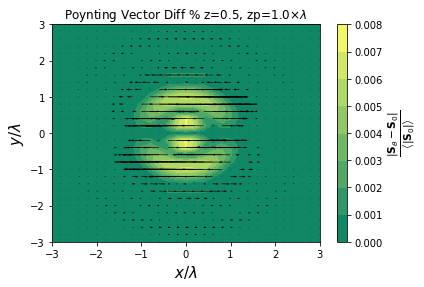 Poynting Vector Diff % z=0.5, zp=1.0×λ
3
2
1
0
−1
−2
−3
y/λ
−3 −2 −1 0 1 2 3
x/λ
0.008
0.007
0.006
0.005
0.004
0.003
0.002
0.001
0.000
|S_θ − S_0|
⟨|S_0|⟩